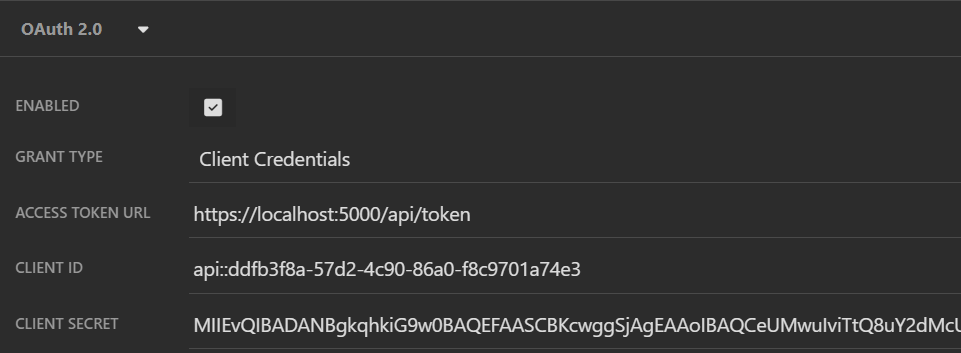 OAuth 2.0
ENABLED
GRANT TYPE Client Credentials
ACCESS TOKEN URL https://localhost:5000/api/token
CLIENT ID api::ddfb3f8a-57d2-4c90-86a0-f8c9701a74e3
CLIENT SECRET MIIEvQIBADANBgkqhkiG9w0BAQEFAASCBKcwggSjAgEAAoIBAQCeUMwuIviTtQ8uY2dMcU